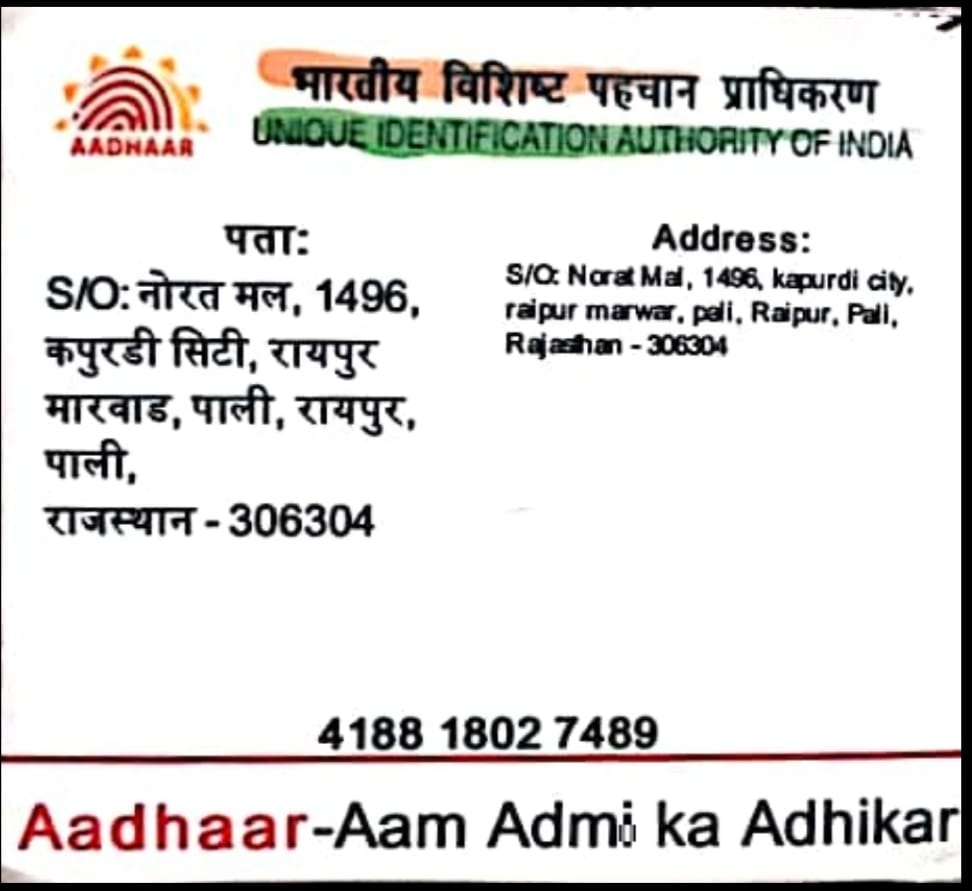 भारतीय विशिष्ट पहचान प्राधिकरण
AADHAAR
UNIQUE IDENTIFICATION AUTHORITY OF INDIA
पता:
S/O: नोरत मल, 1496,
कपुरडी सिटी, रायपुर
मारवाड, पाली, रायपुर,
पाली,
राजस्थान - 306304
Address:
S/O: Norat Mal, 1496, kapurdi city,
raipur marwar, pali, Raipur, Pali,
Rajasthan - 306304
4188 1802 7489
Aadhaar-Aam Admi ka Adhikar